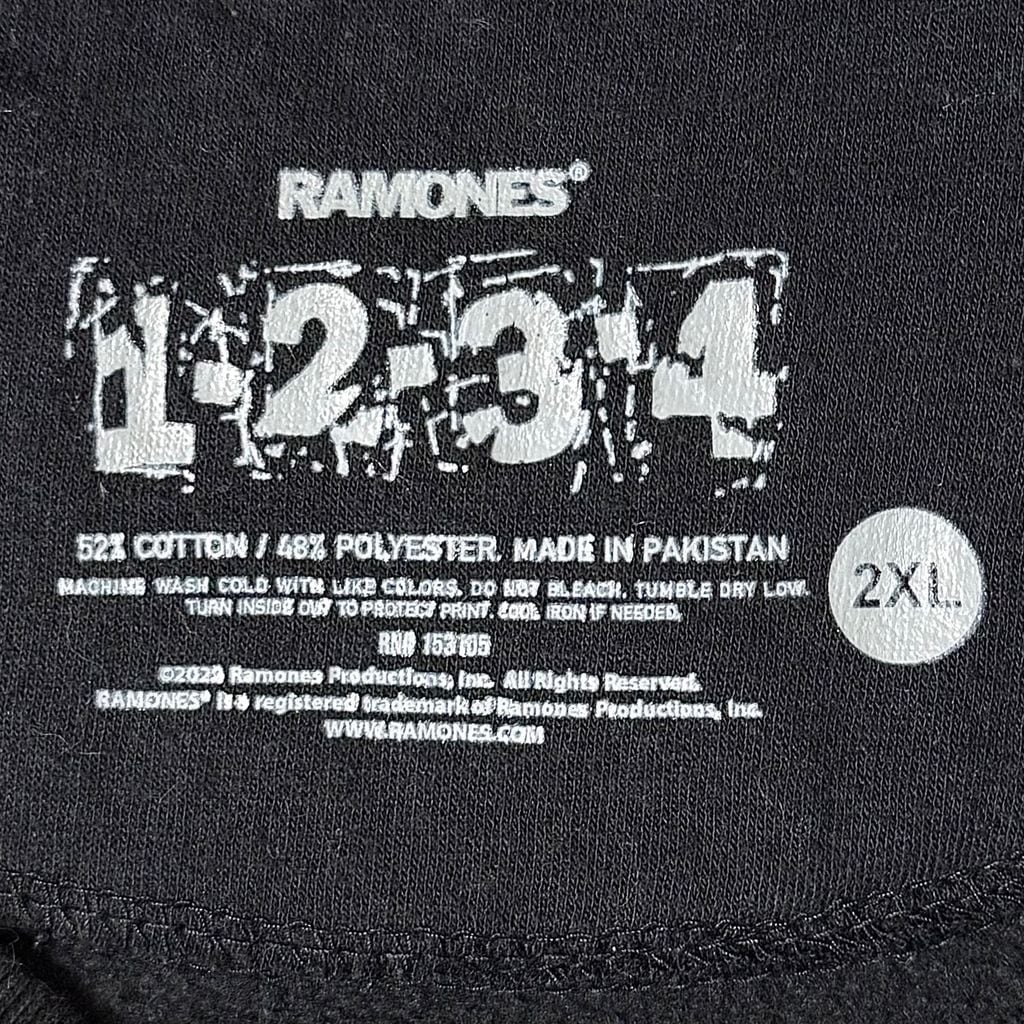 RAMONES®
1·2·3·4
52% COTTON / 48% POLYESTER. MADE IN PAKISTAN
2XL
MACHINE WASH COLD WITH LIKE COLORS. DO NOT BLEACH. TUMBLE DRY LOW.
TURN INSIDE OUT TO PROTECT PRINT. COOL IRON IF NEEDED.
RN# 153105
Ramones Productions, Inc. All Rights Reserved.
RAMONES® is a registered trademark of Ramones Productions, Inc.
WWW.RAMONES.COM